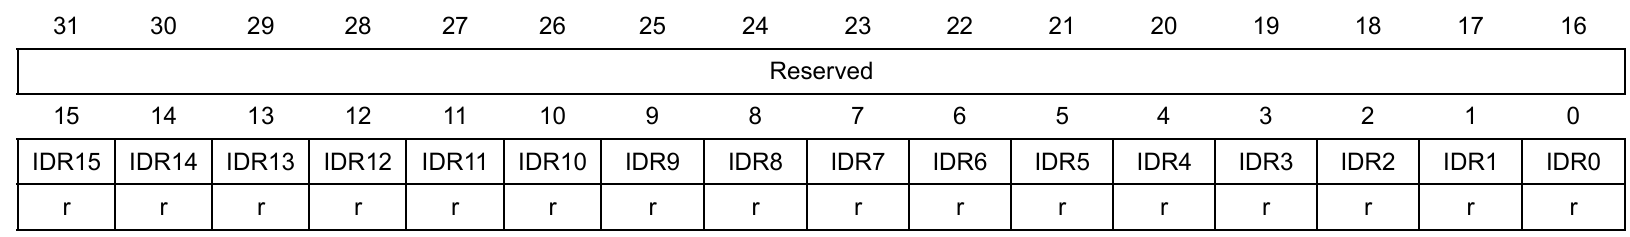 31 30 29 28 27 26 25 24 23 22 21 20 19 18 17 16
Reserved
15 14 13 12 11 10 9 8 7 6 5 4 3 2 1 0
IDR15 IDR14 IDR13 IDR12 IDR11 IDR10 IDR9 IDR8 IDR7 IDR6 IDR5 IDR4 IDR3 IDR2 IDR1 IDR0
r r r r r r r r r r r r r r r r